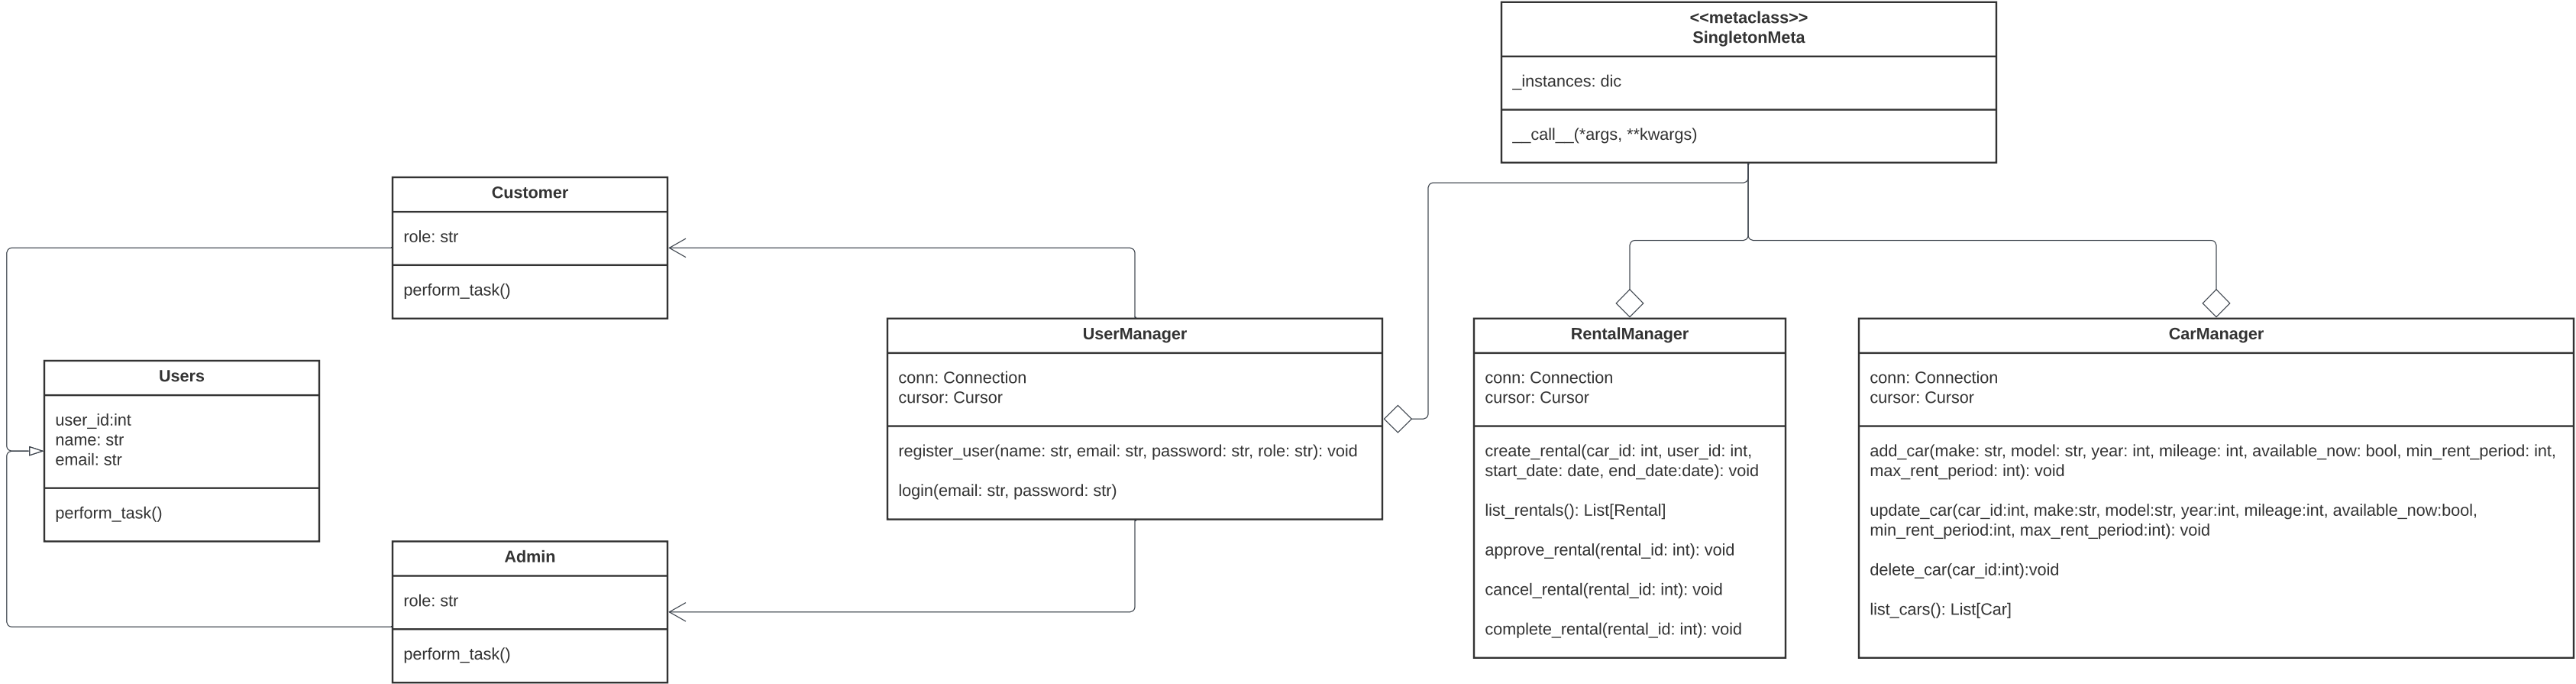 <<metaclass>>
SingletonMeta
_instances: dic
__call__(*args, **kwargs)
Customer
role: str
perform_task()
Users
user_id:int
name: str
email: str
perform_task()
Admin
role: str
perform_task()
UserManager
conn: Connection
cursor: Cursor
register_user(name: str, email: str, password: str, role: str): void
login(email: str, password: str)
RentalManager
conn: Connection
cursor: Cursor
create_rental(car_id: int, user_id: int,
start_date: date, end_date:date): void
list_rentals(): List[Rental]
approve_rental(rental_id: int): void
cancel_rental(rental_id: int): void
complete_rental(rental_id: int): void
CarManager
conn: Connection
cursor: Cursor
add_car(make: str, model: str, year: int, mileage: int, available_now: bool, min_rent_period: int,
max_rent_period: int): void
update_car(car_id:int, make:str, model:str, year:int, mileage:int, available_now:bool,
min_rent_period:int, max_rent_period:int): void
delete_car(car_id:int):void
list_cars(): List[Car]